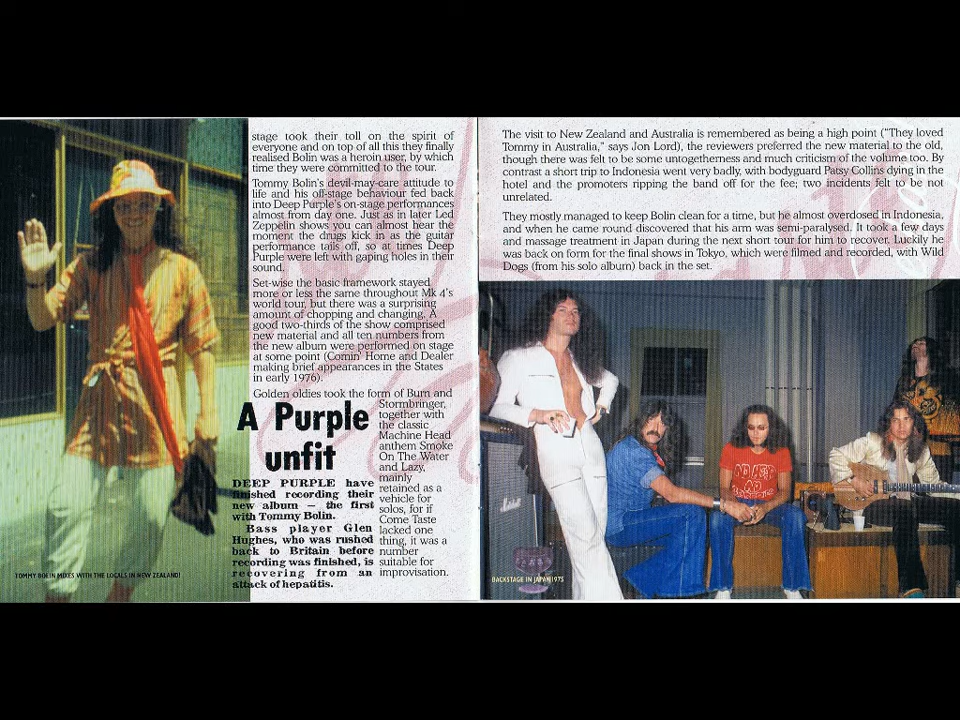 stage took their toll on the spirit of
everyone and on top of all this they finally
realised Bolin was a heroin user, by which
time they were committed to the tour.
Tommy Bolin's devil-may-care attitude to
life and his off-stage behaviour fed back
into Deep Purple's on-stage performances
almost from day one. Just as in later Led
Zeppelin shows you can almost hear the
moment the drugs kick in as the guitar
performance tails off, so at times Deep
Purple were left with gaping holes in their
sound.
Set-wise the basic framework stayed
more or less the same throughout Mk 4's
world tour, but there was a surprising
amount of chopping and changing. A
good two-thirds of the show comprised
new material and all ten numbers from
the new album were performed on stage
at some point (Comin' Home and Dealer
making brief appearances in the States
in early 1976).
Golden oldies took the form of Burn and
Stormbringer,
together with
the classic
Machine Head
anthem Smoke
On The Water
and Lazy,
mainly
retained as a
vehicle for
solos, for if
Come Taste
lacked one
thing, it was a
number
suitable for
improvisation.
A Purple
unfit
DEEP PURPLE have
finished recording their
new album — the first
with Tommy Bolin.
Bass player Glen
Hughes, who was rushed
back to Britain before
recording was finished, is
recovering from an
attack of hepatitis.
TOMMY BOLIN MIXES WITH THE LOCALS IN NEW ZEALAND!
The visit to New Zealand and Australia is remembered as being a high point ("They loved
Tommy in Australia," says Jon Lord), the reviewers preferred the new material to the old,
though there was felt to be some untogetherness and much criticism of the volume too. By
contrast a short trip to Indonesia went very badly, with bodyguard Patsy Collins dying in the
hotel and the promoters ripping the band off for the fee; two incidents felt to be not
unrelated.
They mostly managed to keep Bolin clean for a time, but he almost overdosed in Indonesia,
and when he came round discovered that his arm was semi-paralysed. It took a few days
and massage treatment in Japan during the next short tour for him to recover. Luckily he
was back on form for the final shows in Tokyo, which were filmed and recorded, with Wild
Dogs (from his solo album) back in the set.
Marshall
BACKSTAGE IN JAPAN 1975